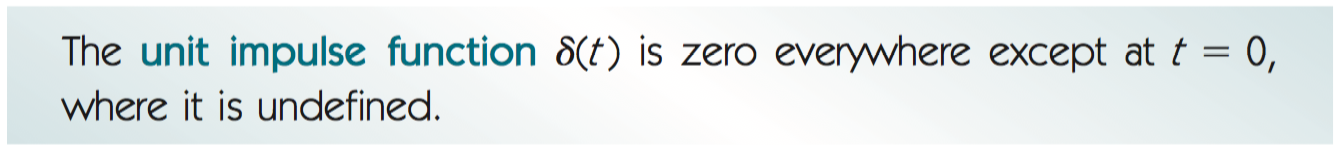 The unit impulse function δ(t) is zero everywhere except at t = 0,
where it is undefined.